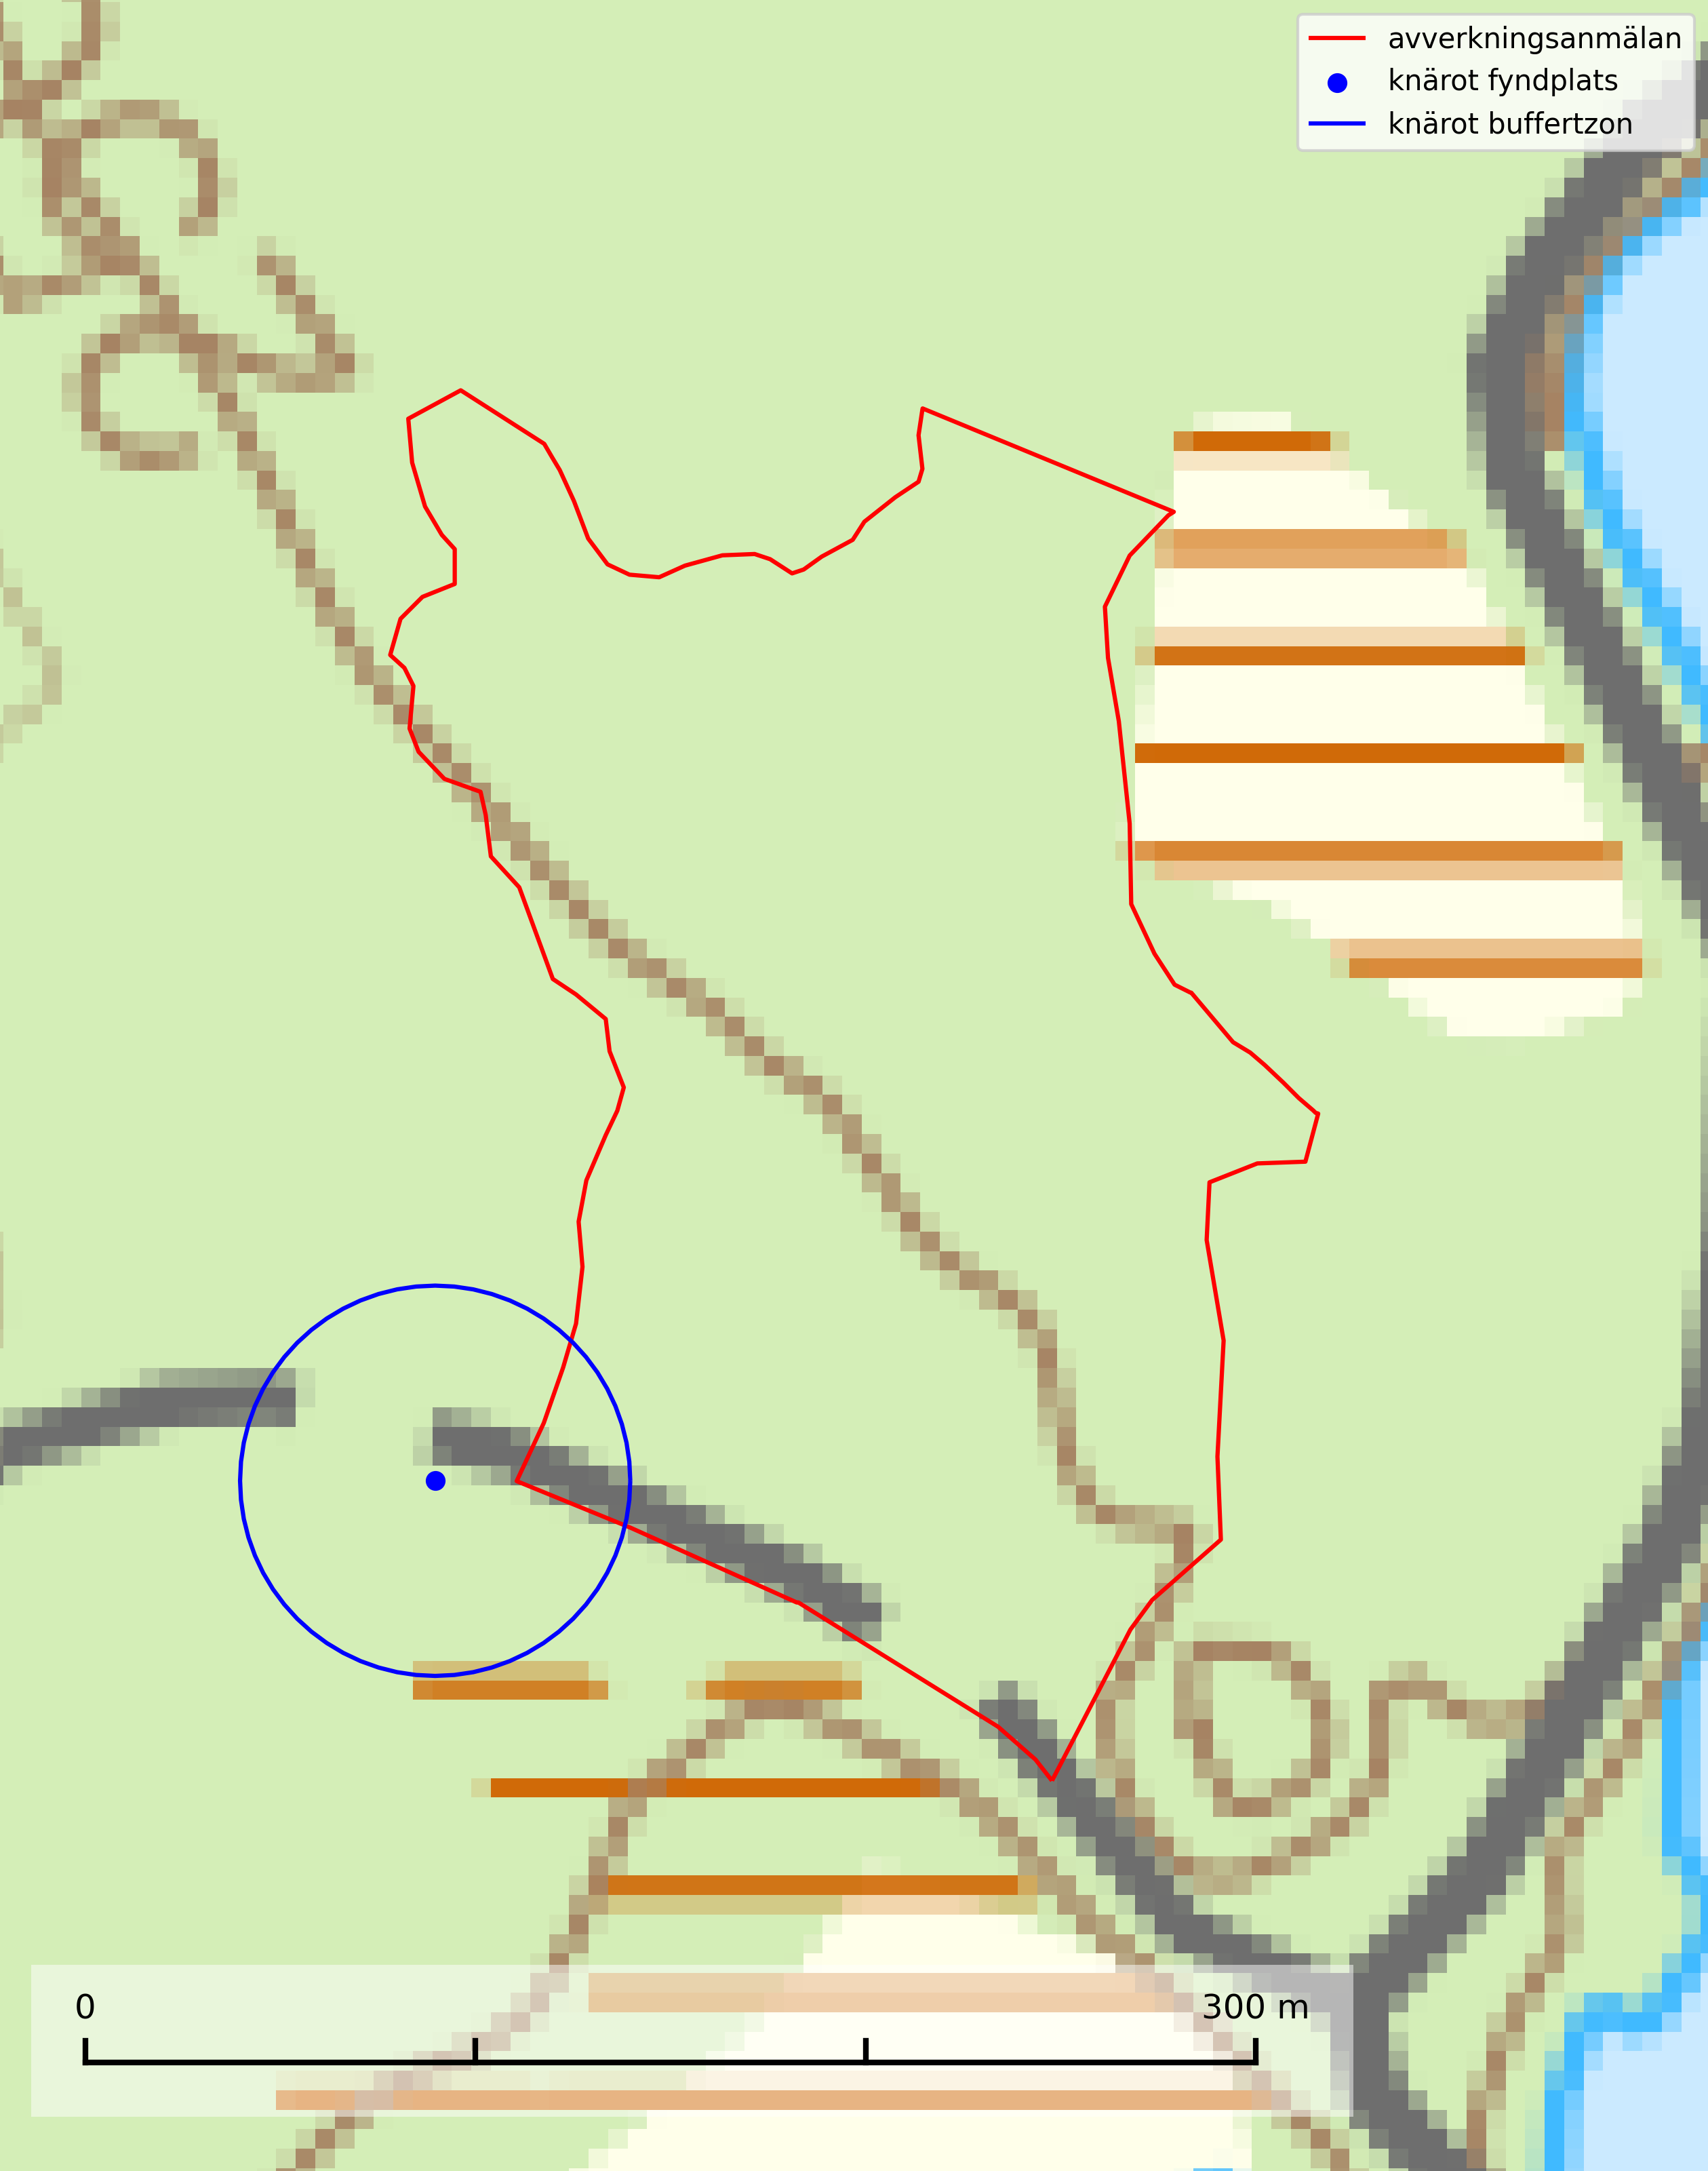 avverkningsanmälan
knärot fyndplats
knärot buffertzon
0
300 m